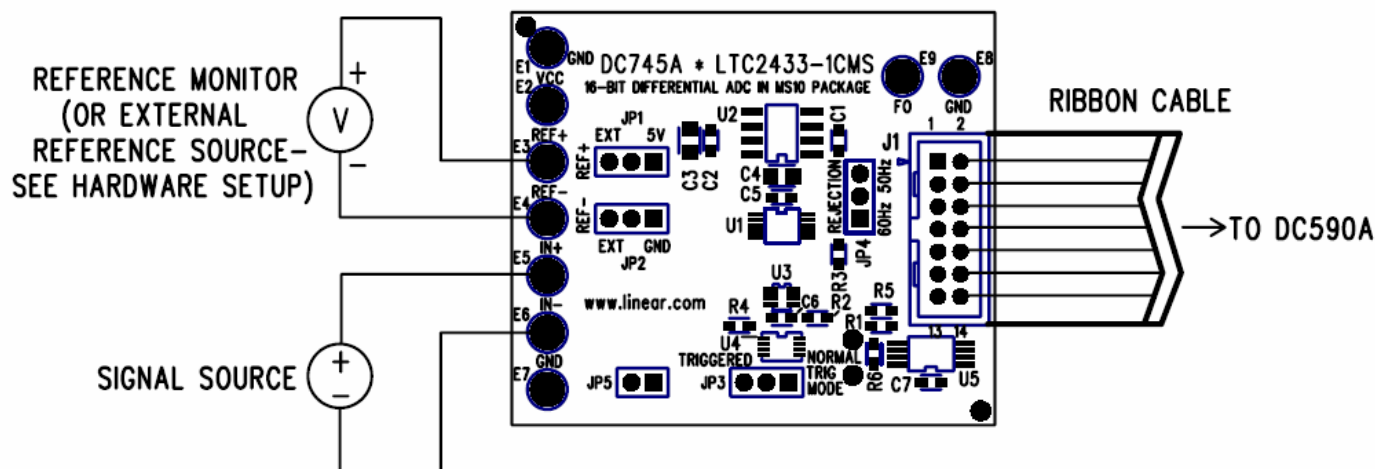 REFERENCE MONITOR
(OR EXTERNAL
REFERENCE SOURCE-
SEE HARDWARE SETUP)
+
V
-
SIGNAL SOURCE
+
-
E1
GND
E2
VCC
E3
REF+
E4
REF-
E5
IN+
E6
IN-
E7
GND
DC745A * LTC2433-1CMS
16-BIT DIFFERENTIAL ADC IN MS10 PACKAGE
E9
FO
E8
GND
JP1
EXT 5V
REF+
REF-
EXT GND
JP2
C3
C2
U2
C1
C4
C5
U1
REJECTION
60Hz 50Hz
JP4
R3
J1
1 2
13 14
www.linear.com
U3
C6
R2
R4
U4
R5
R1
R6
C7
U5
JP5
TRIGGERED
JP3
NORMAL
TRIG
MODE
RIBBON CABLE
TO DC590A